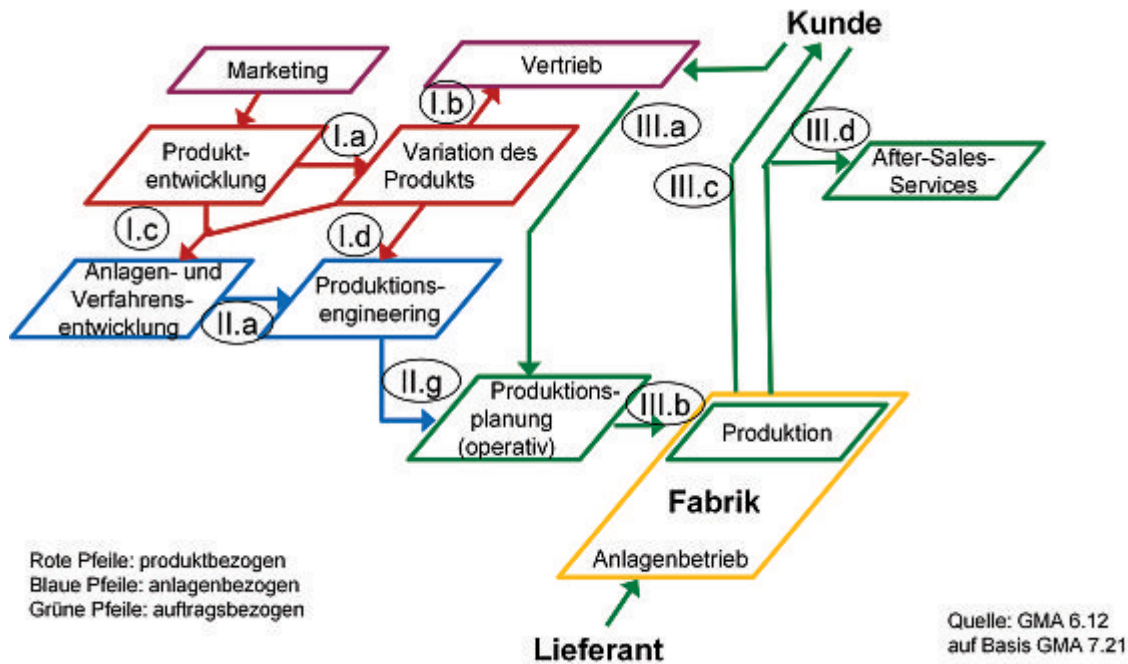 Kunde
Marketing
Vertrieb
I.b
I.a
III.a
III.d
Produkt-
entwicklung
Variation des
Produkts
After-Sales-
Services
III.c
I.c
I.d
Anlagen- und
Verfahrens-
entwicklung
Produktions-
engineering
II.a
II.g
Produktions-
planung
(operativ)
III.b
Produktion
Fabrik
Anlagenbetrieb
Rote Pfeile: produktbezogen
Blaue Pfeile: anlagenbezogen
Grüne Pfeile: auftragsbezogen
Lieferant
Quelle: GMA 6.12
auf Basis GMA 7.21